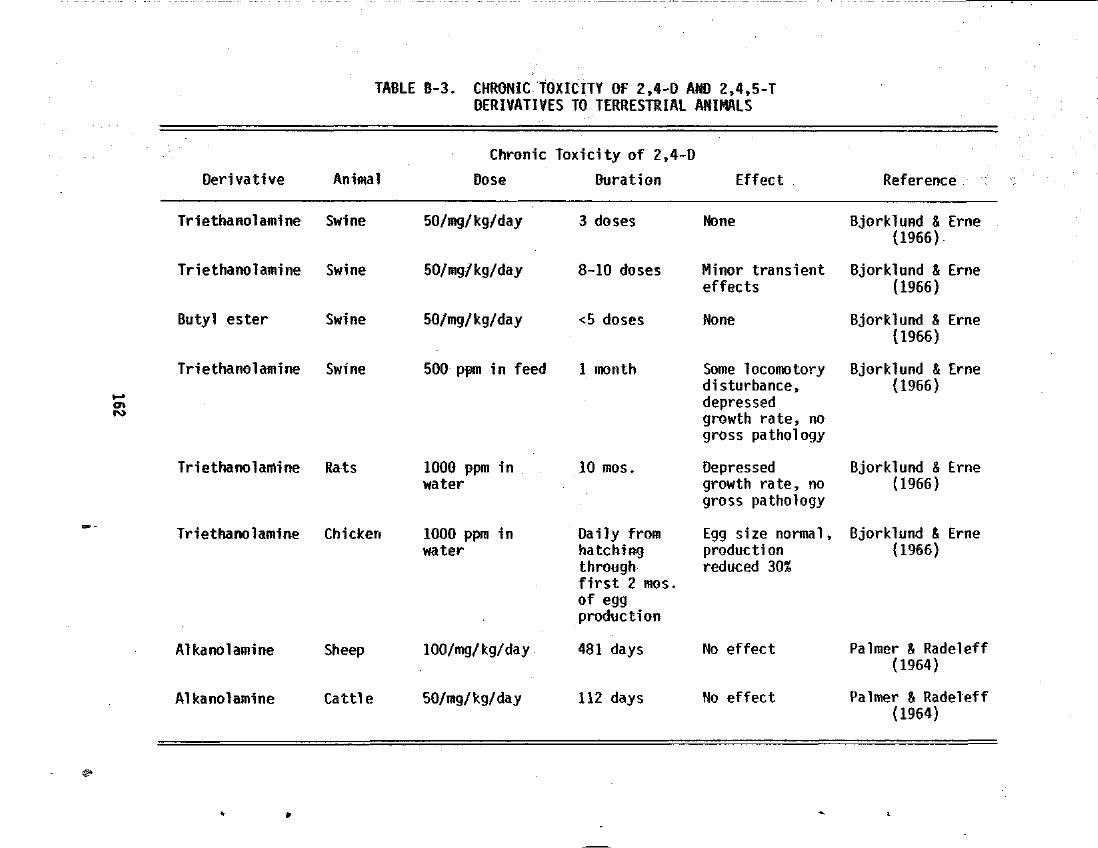 TABLE B-3. CHRONIC TOXICITY OF 2,4-D AND 2,4,5-T
DERIVATIVES TO TERRESTRIAL ANIMALS
Chronic Toxicity of 2,4-D
Derivative Animal Dose Duration Effect Reference
Triethanolamine Swine 50/mg/kg/day 3 doses None Bjorklund & Erne
(1966)
Triethanolamine Swine 50/mg/kg/day 8-10 doses Minor transient Bjorklund & Erne
effects (1966)
Butyl ester Swine 50/mg/kg/day <5 doses None Bjorklund & Erne
(1966)
Triethanolamine Swine 500 ppm in feed 1 month Some locomotory Bjorklund & Erne
disturbance, (1966)
depressed
growth rate, no
gross pathology
162
Triethanolamine Rats 1000 ppm in 10 mos. Depressed Bjorklund & Erne
water growth rate, no (1966)
gross pathology
Triethanolamine Chicken 1000 ppm in Daily from Egg size normal, Bjorklund & Erne
water hatching production (1966)
through reduced 30%
first 2 mos.
of egg
production
Alkanolamine Sheep 100/mg/kg/day 481 days No effect Palmer & Radeleff
(1964)
Alkanolamine Cattle 50/mg/kg/day 112 days No effect Palmer & Radeleff
(1964)